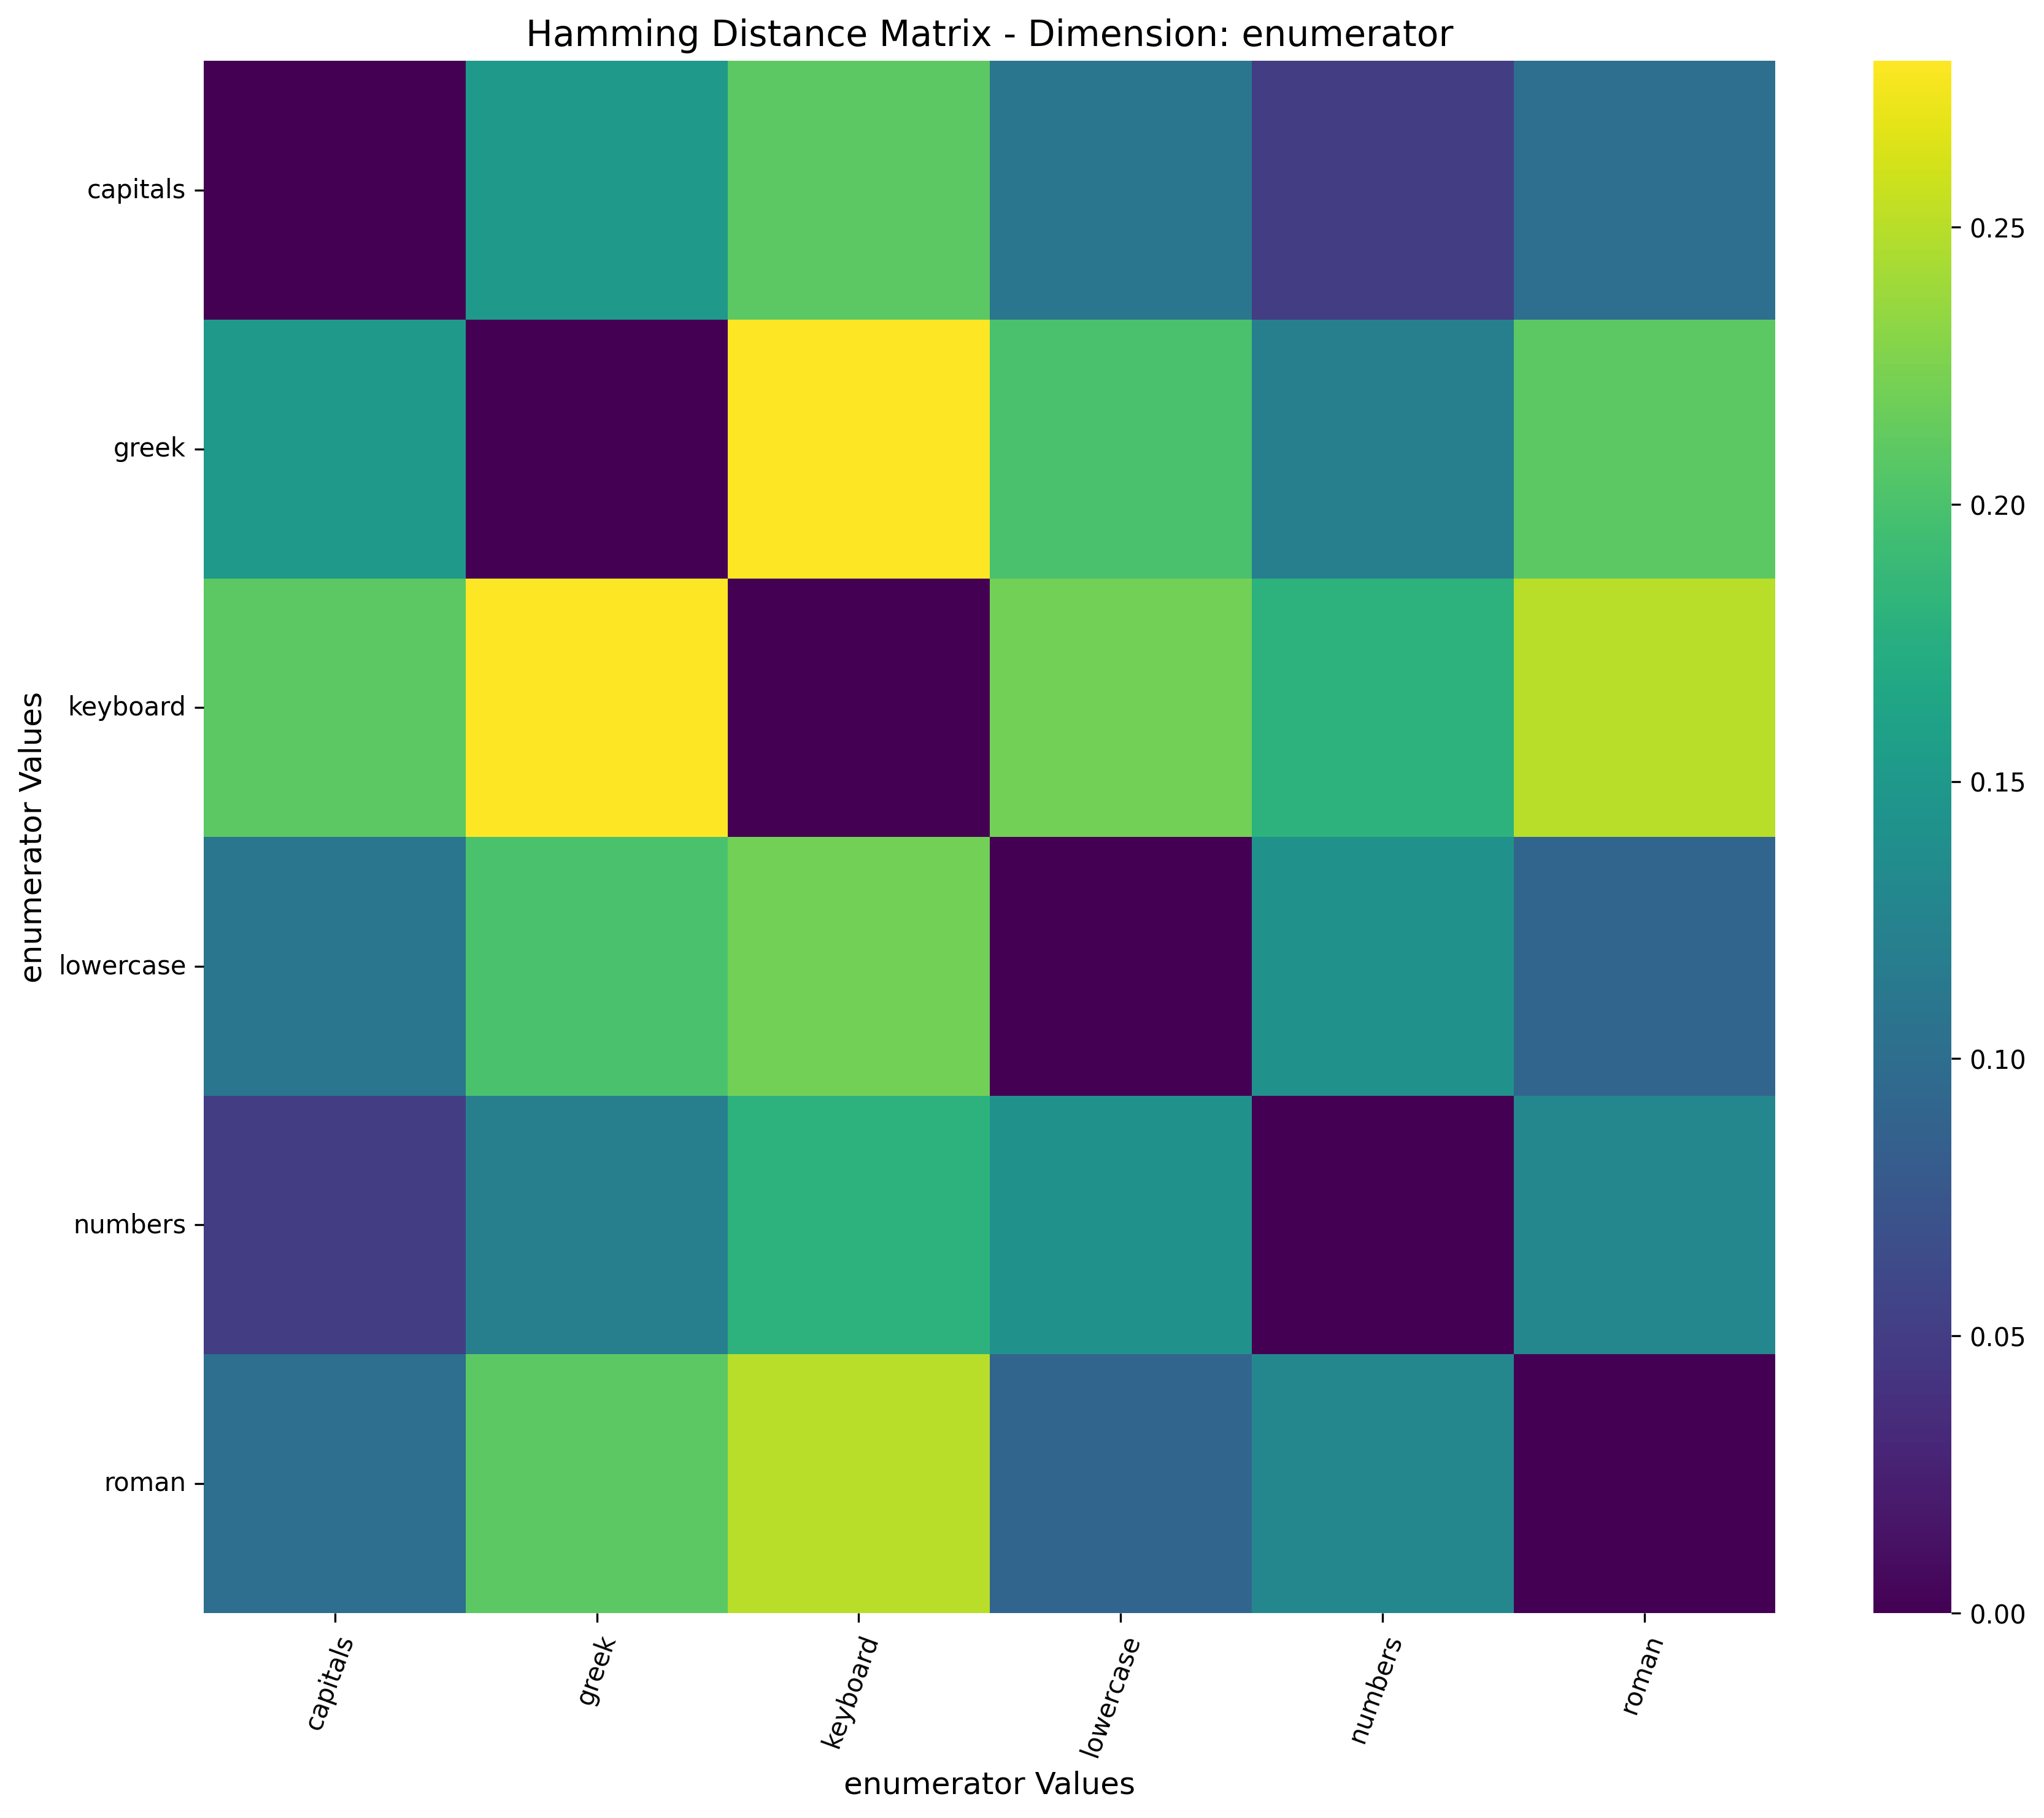 Hamming Distance Matrix - Dimension: enumerator
enumerator Values
capitals
greek
keyboard
lowercase
numbers
roman
capitals
greek
keyboard
lowercase
numbers
roman
enumerator Values
0.25
0.20
0.15
0.10
0.05
0.00